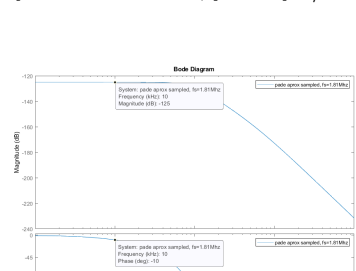 Bode Diagram
pade aprox sampled, fs=1.81Mhz
-120
System: pade aprox sampled, fs=1.81Mhz
Frequency (kHz): 10
Magnitude (dB): -125
-140
-160
-180
-200
-220
-240
Magnitude (dB)
0
pade aprox sampled, fs=1.81Mhz
System: pade aprox sampled, fs=1.81Mhz
Frequency (kHz): 10
Phase (deg): -10
-45